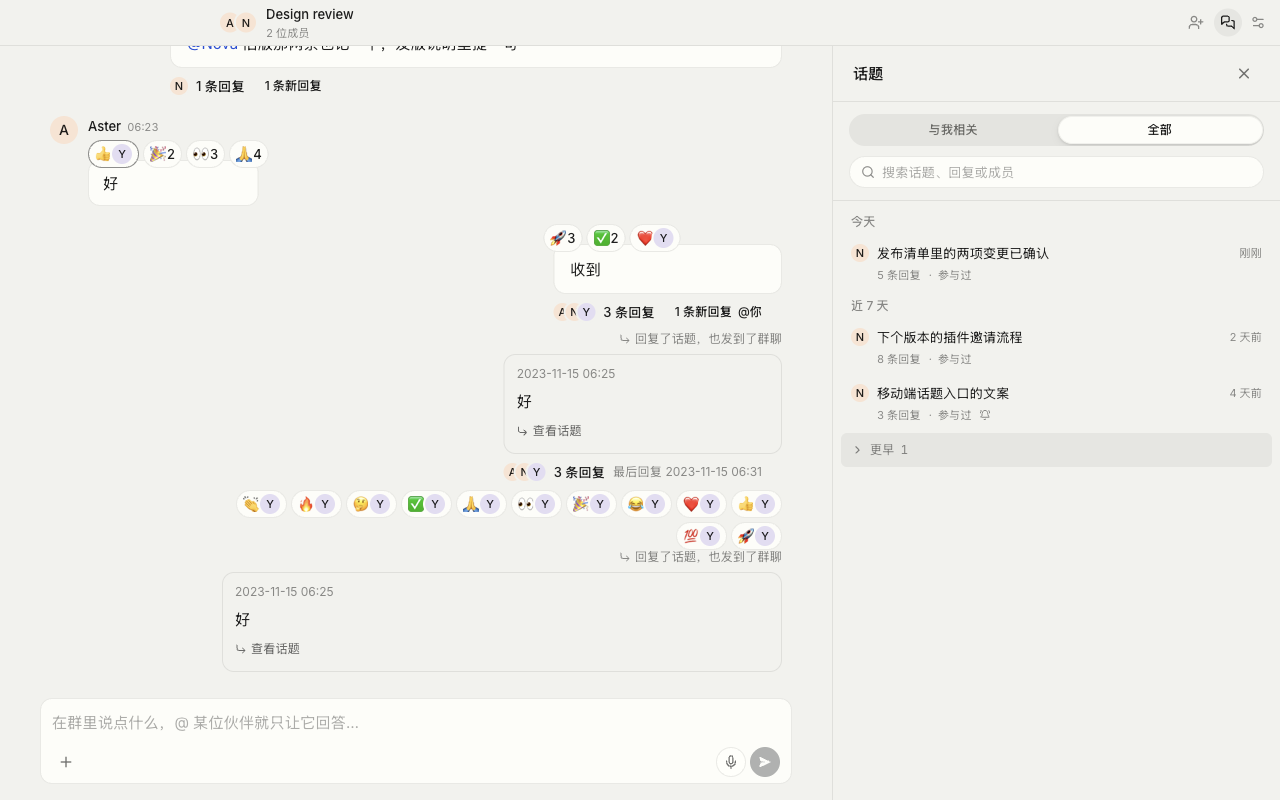 A N Design review
2 位成员
@Nova
N 1 条回复 1 条新回复
A Aster 06:23
👍 Y 🎉2 👀3 🙏4
好
🚀3 ✅2 ❤️ Y
收到
A N Y 3 条回复 1 条新回复 @你
回复了话题，也发到了群聊
2023-11-15 06:25
好
查看话题
A N Y 3 条回复 最后回复 2023-11-15 06:31
👏 Y 🔥 Y 🤔 Y ✅ Y 🙏 Y 👀 Y 🎉 Y 😂 Y ❤️ Y 👍 Y
💯 Y 🚀 Y
回复了话题，也发到了群聊
2023-11-15 06:25
好
查看话题
在群里说点什么，@ 某位伙伴就只让它回答...
话题
与我相关 全部
搜索话题、回复或成员
今天
N 发布清单里的两项变更已确认 刚刚
5 条回复 · 参与过
近 7 天
N 下个版本的插件邀请流程 2 天前
8 条回复 · 参与过
N 移动端话题入口的文案 4 天前
3 条回复 · 参与过
更早 1